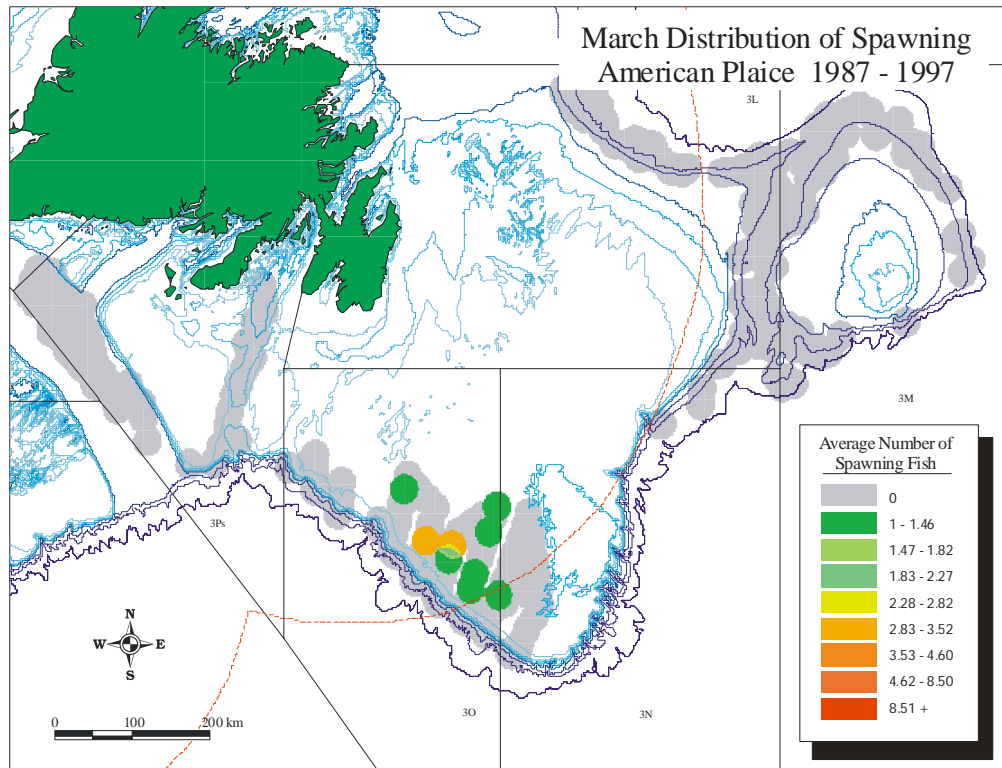 March Distribution of Spawning
American Plaice 1987 - 1997
3L
3M
Average Number of
Spawning Fish
0
1 - 1.46
1.47 - 1.82
1.83 - 2.27
2.28 - 2.82
2.83 - 3.52
3.53 - 4.60
4.62 - 8.50
8.51 +
3Ps
N
W E
S
0 100 200 km
3O
3N